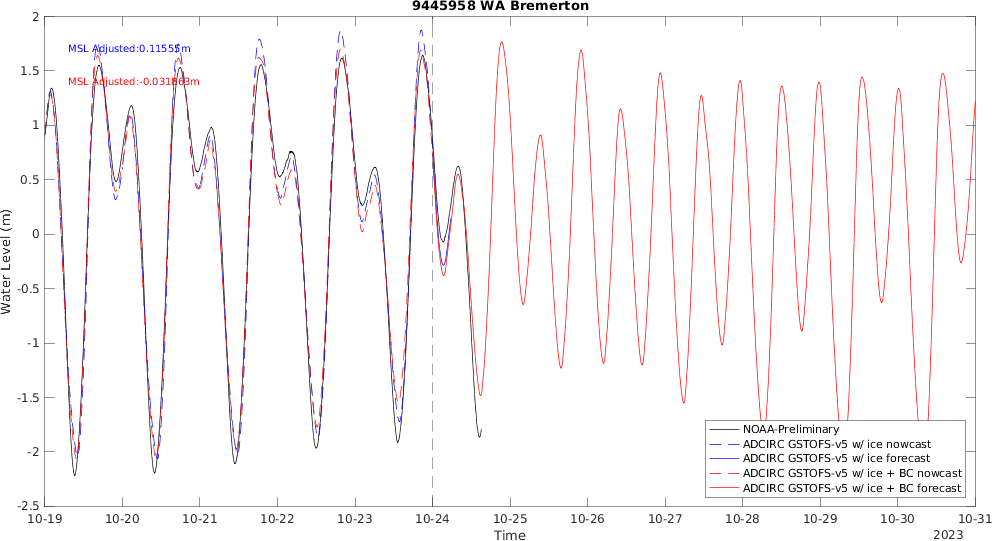 9445958 WA Bremerton
MSL Adjusted:0.11555m
MSL Adjusted:-0.031863m
Water Level (m)
2
1.5
1
0.5
0
-0.5
-1
-1.5
-2
-2.5
NOAA-Preliminary
ADCIRC GSTOFS-v5 w/ ice nowcast
ADCIRC GSTOFS-v5 w/ ice forecast
ADCIRC GSTOFS-v5 w/ ice + BC nowcast
ADCIRC GSTOFS-v5 w/ ice + BC forecast
10-19 10-20 10-21 10-22 10-23 10-24 10-25 10-26 10-27 10-28 10-29 10-30 10-31
Time
2023